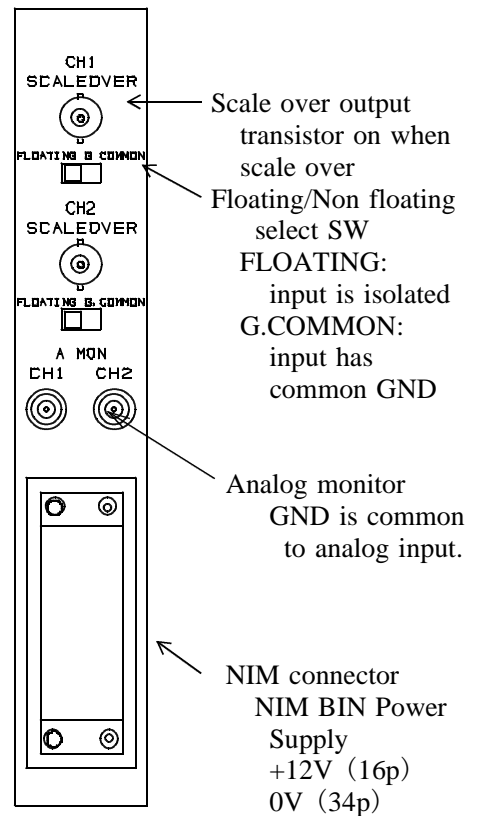 CH1
SCALEOVER
FLOATING G COMMON
CH2
SCALEOVER
FLOATING G.COMMON
A MON
CH1 CH2
Scale over output
transistor on when
scale over
Floating/Non floating
select SW
FLOATING:
input is isolated
G.COMMON:
input has
common GND
Analog monitor
GND is common
to analog input.
NIM connector
NIM BIN Power
Supply
+12V（16p）
0V（34p）